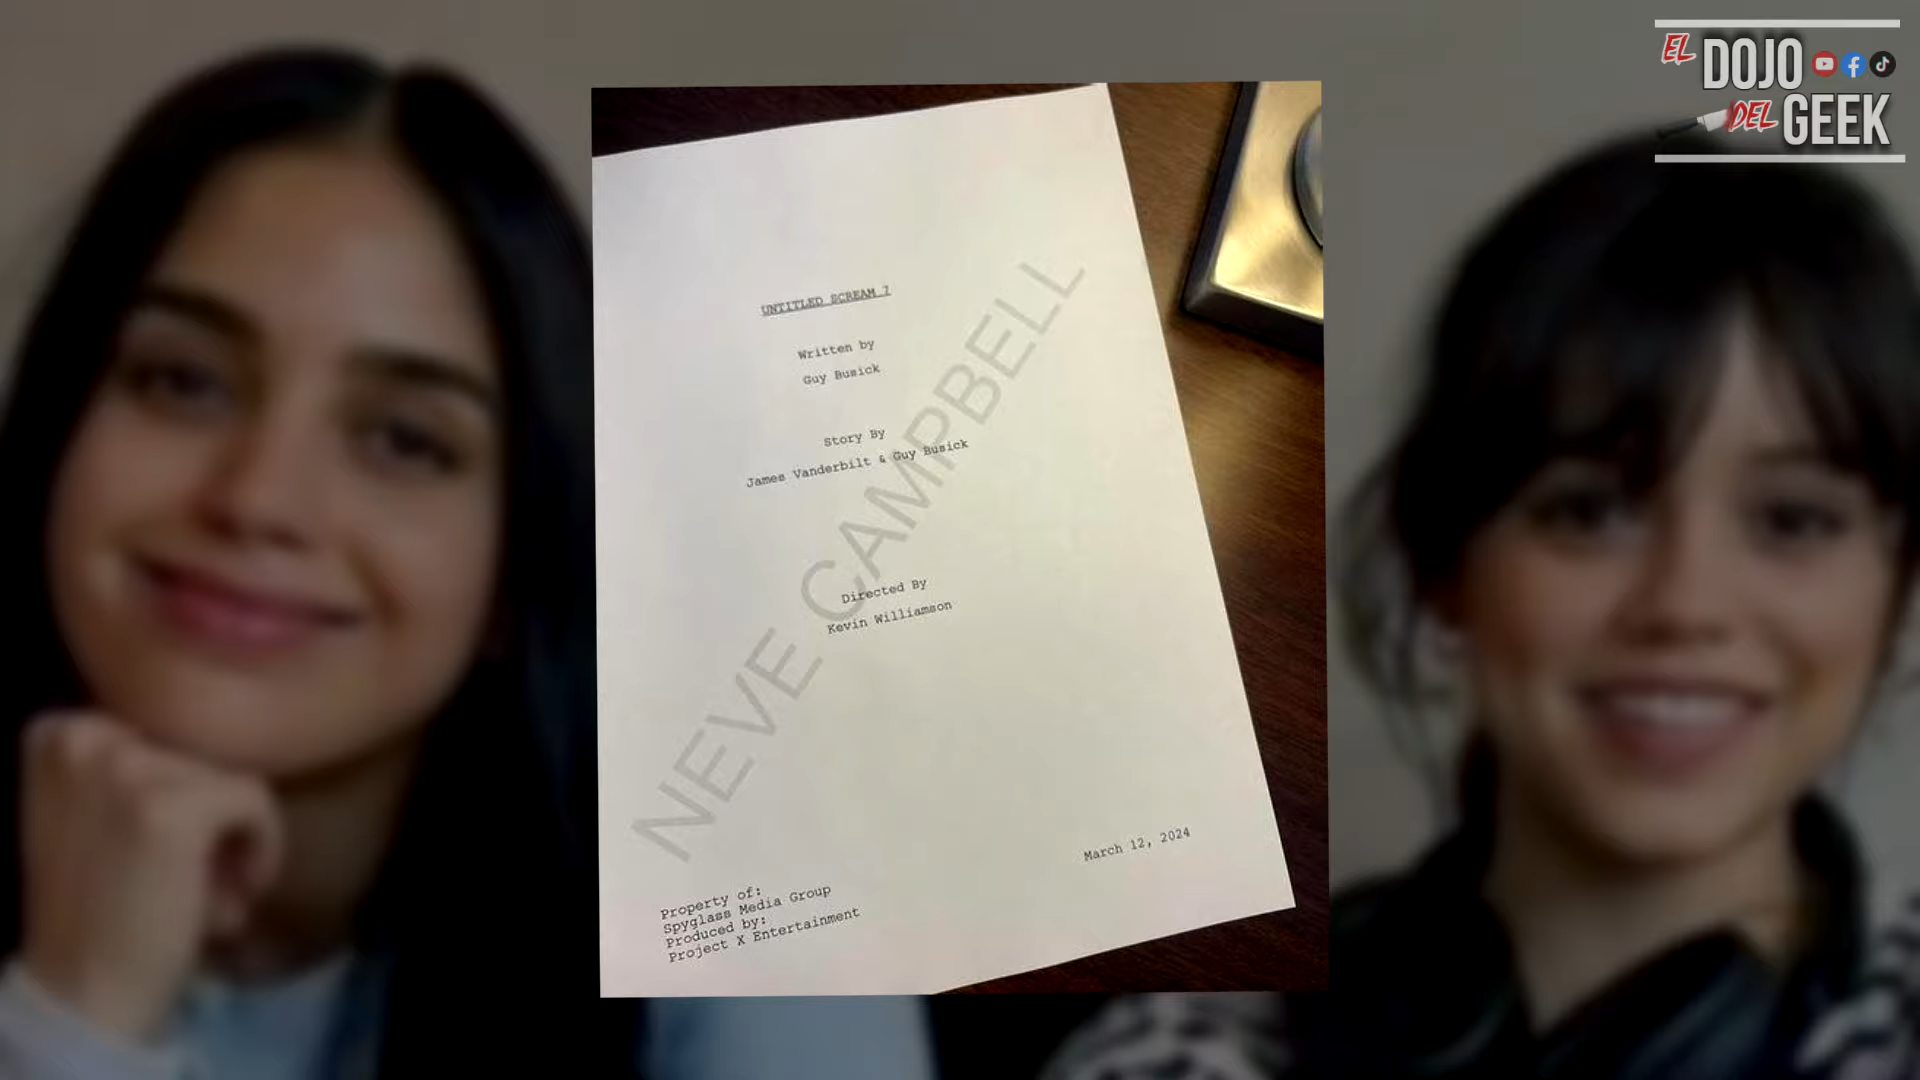 EL DOJO
DEL GEEK
UNTITLED SCREAM 7
Written by
Guy Busick
Story By
James Vanderbilt & Guy Busick
Directed By
Kevin Williamson
NEVE CAMPBELL
March 12, 2024
Property of:
Spyglass Media Group
Produced by:
Project X Entertainment